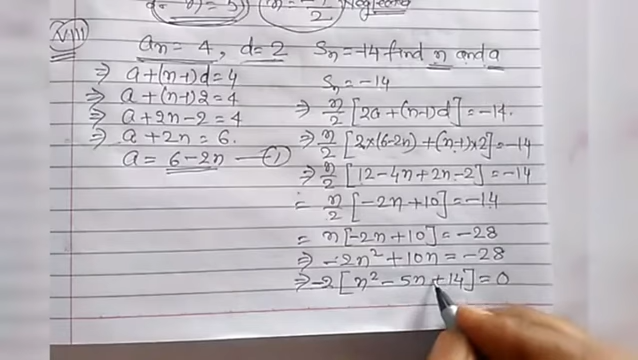 viii) an = 4, d = 2 Sn = -14 find n and a
⇒ a + (n-1)d = 4
⇒ a + (n-1)2 = 4
⇒ a + 2n - 2 = 4
⇒ a + 2n = 6.
a = 6 - 2n —①
Sn = -14
⇒ n/2 [2a + (n-1)d] = -14.
⇒ n/2 [2×(6-2n) + (n-1)×2] = -14
⇒ n/2 [12 - 4n + 2n - 2] = -14
= n/2 [-2n + 10] = -14
= n[-2n + 10] = -28
⇒ -2n² + 10n = -28
⇒ -2 [n² - 5n + 14] = 0